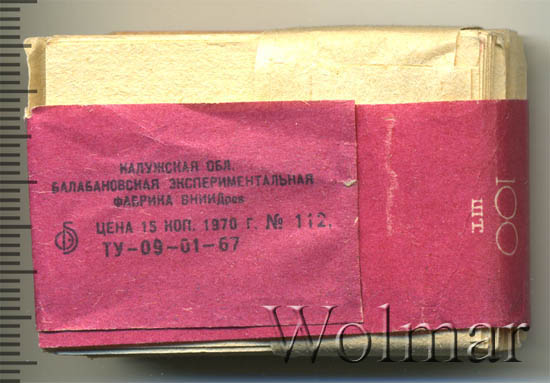 КАЛУЖСКАЯ ОБЛ.
БАЛАБАНОВСКАЯ ЭКСПЕРИМЕНТАЛЬНАЯ
ФАБРИКА ВНИИДрев
ЦЕНА 15 КОП. 1970 Г. № 112.
ТУ-09-01-67
100
ШТ
Wolmar